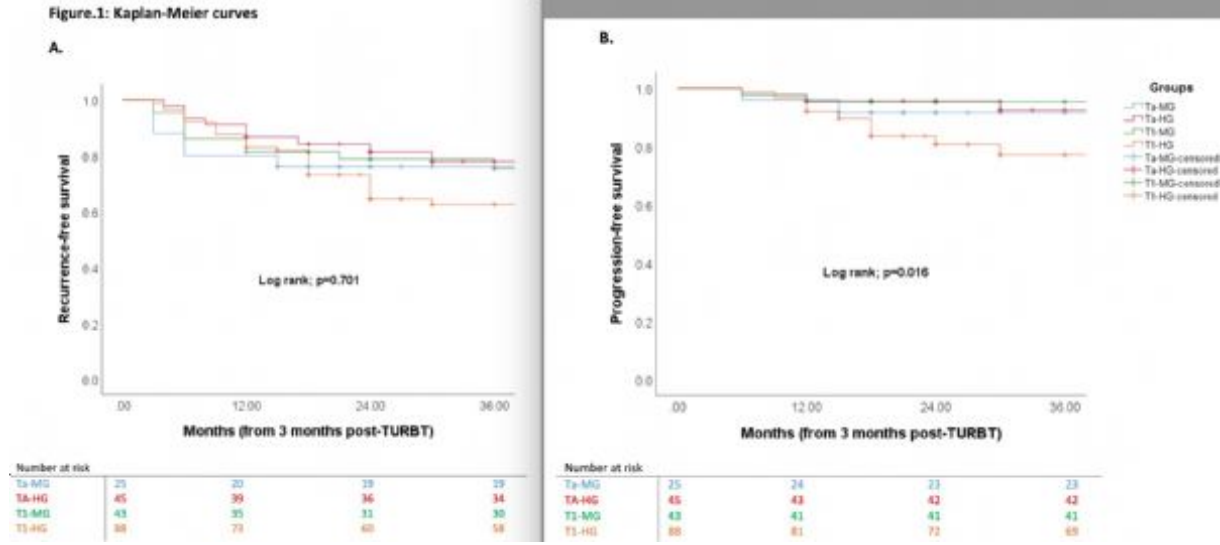 Figure.1: Kaplan-Meier curves
A.
Recurrence-free survival
1.0
0.8
0.6
0.4
0.2
0.0
Log rank; p=0.701
.00 12.00 24.00 36.00
Months (from 3 months post-TURBT)
Number at risk
Ta-MG 25 20 19 19
TA-HG 45 39 36 34
T1-MG 43 35 31 30
T1-HG 88 73 60 58
B.
Progression-free survival
1.0
0.8
0.6
0.4
0.2
0.0
Log rank; p=0.016
.00 12.00 24.00 36.00
Months (from 3 months post-TURBT)
Groups
Ta-MG
Ta-HG
T1-MG
T1-HG
Ta-MG-censored
Ta-HG-censored
T1-MG-censored
T1-HG-censored
Number at risk
Ta-MG 25 24 23 23
TA-HG 45 43 42 42
T1-MG 43 41 41 41
T1-HG 88 81 72 69